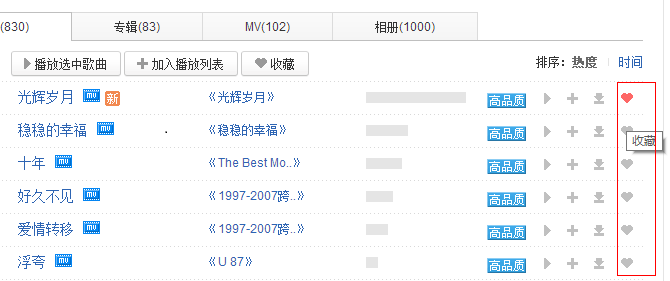 (830) 专辑(83) MV(102) 相册(1000)
播放选中歌曲 加入播放列表 收藏 排序: 热度 时间
光辉岁月 MV 新 《光辉岁月》 高品质
稳稳的幸福 MV 《稳稳的幸福》 高品质
收藏
十年 MV 《The Best Mo..》 高品质
好久不见 MV 《1997-2007跨..》 高品质
爱情转移 MV 《1997-2007跨..》 高品质
浮夸 MV 《U 87》 高品质